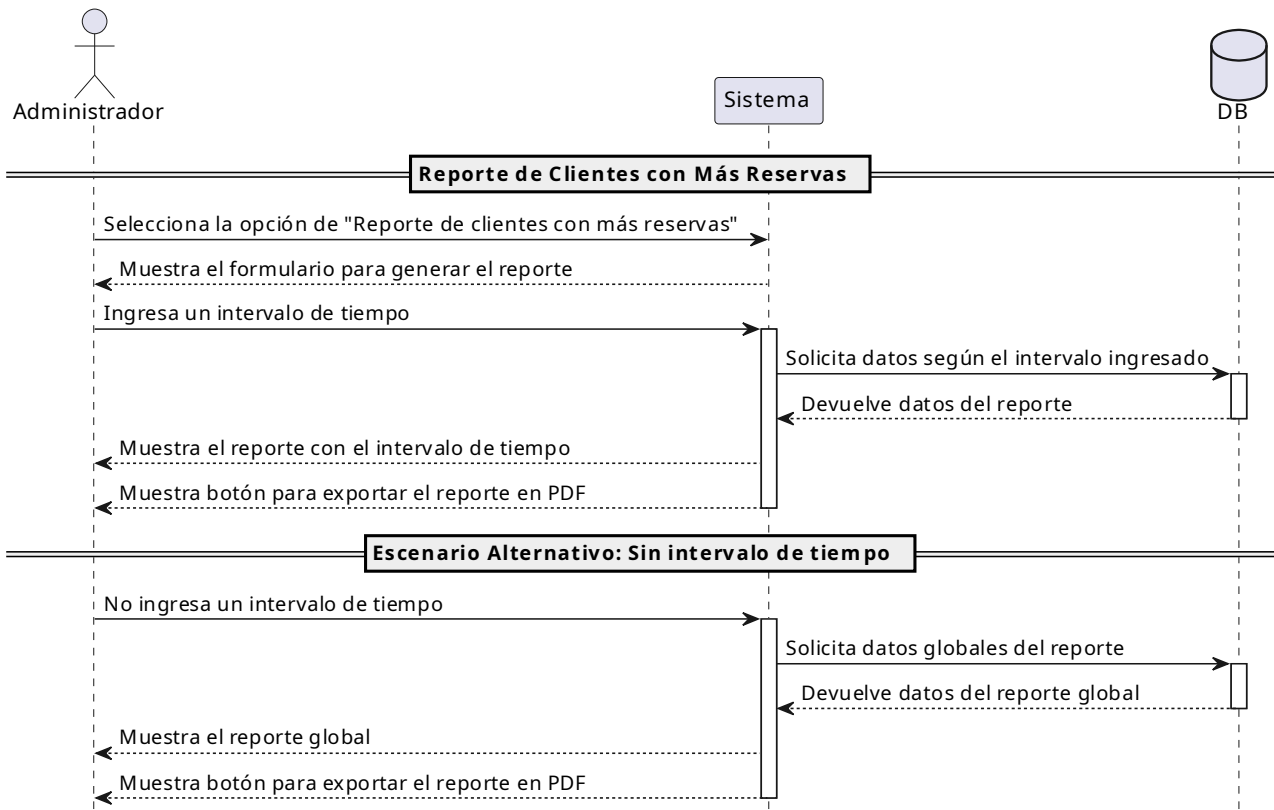 Administrador
Sistema
DB
Reporte de Clientes con Más Reservas
Selecciona la opción de "Reporte de clientes con más reservas"
Muestra el formulario para generar el reporte
Ingresa un intervalo de tiempo
Solicita datos según el intervalo ingresado
Devuelve datos del reporte
Muestra el reporte con el intervalo de tiempo
Muestra botón para exportar el reporte en PDF
Escenario Alternativo: Sin intervalo de tiempo
No ingresa un intervalo de tiempo
Solicita datos globales del reporte
Devuelve datos del reporte global
Muestra el reporte global
Muestra botón para exportar el reporte en PDF